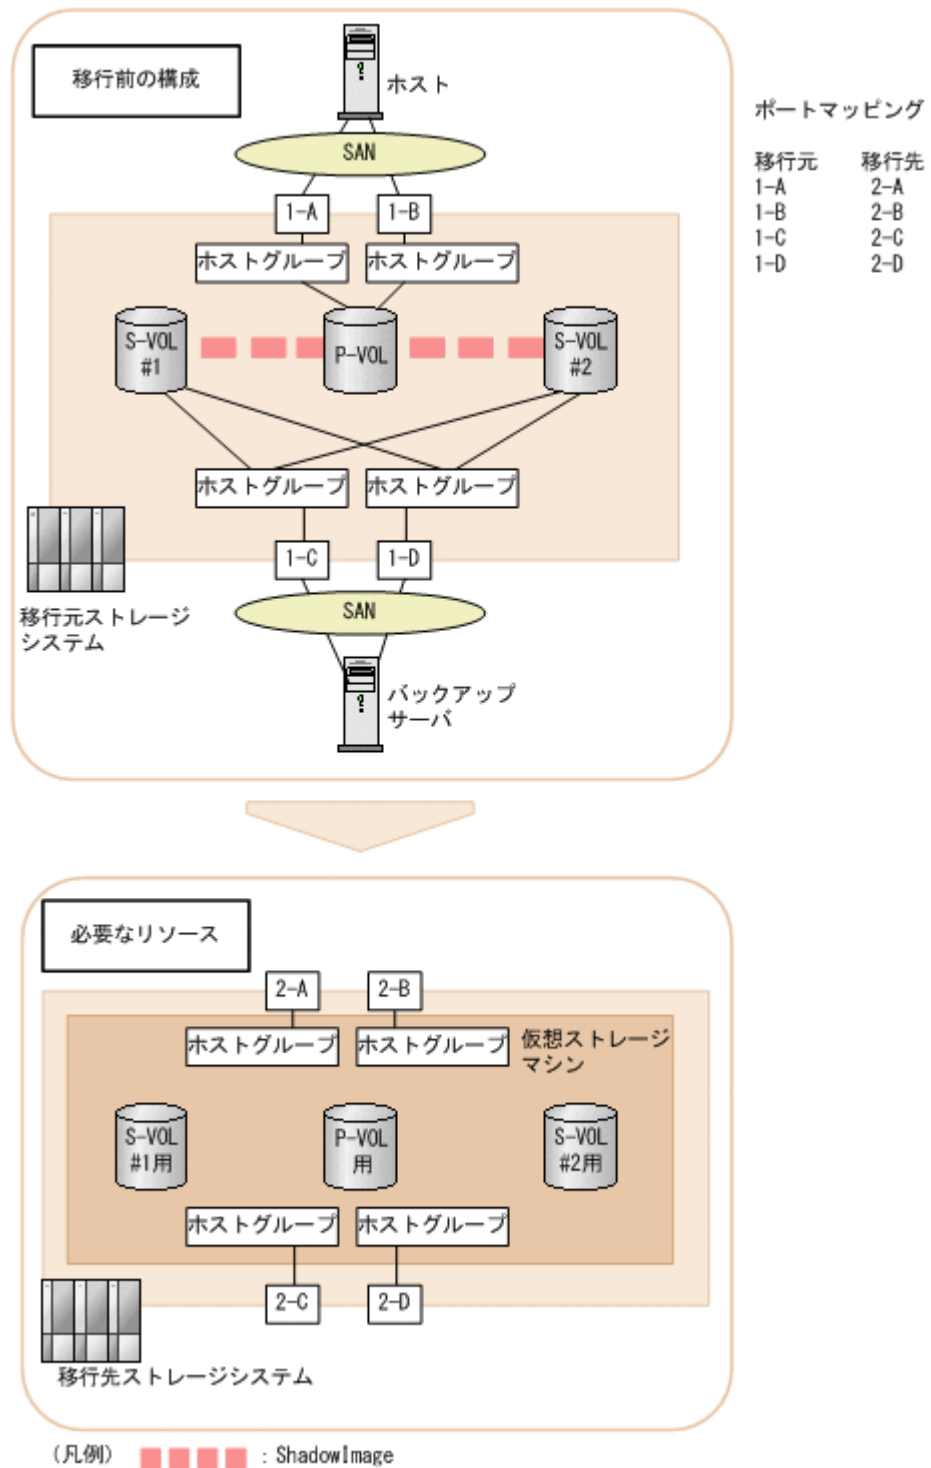 移行前の構成
ホスト
SAN
ポートマッピング
移行元 移行先
1-A 2-A
1-B 2-B
1-C 2-C
1-D 2-D
1-A 1-B
ホストグループ ホストグループ
S-VOL
#1
P-VOL
S-VOL
#2
ホストグループ ホストグループ
1-C 1-D
移行元ストレージ
システム
SAN
バックアップ
サーバ
必要なリソース
2-A 2-B
ホストグループ ホストグループ
仮想ストレージ
マシン
S-VOL
#1用
P-VOL
用
S-VOL
#2用
ホストグループ ホストグループ
2-C 2-D
移行先ストレージシステム
(凡例) : ShadowImage